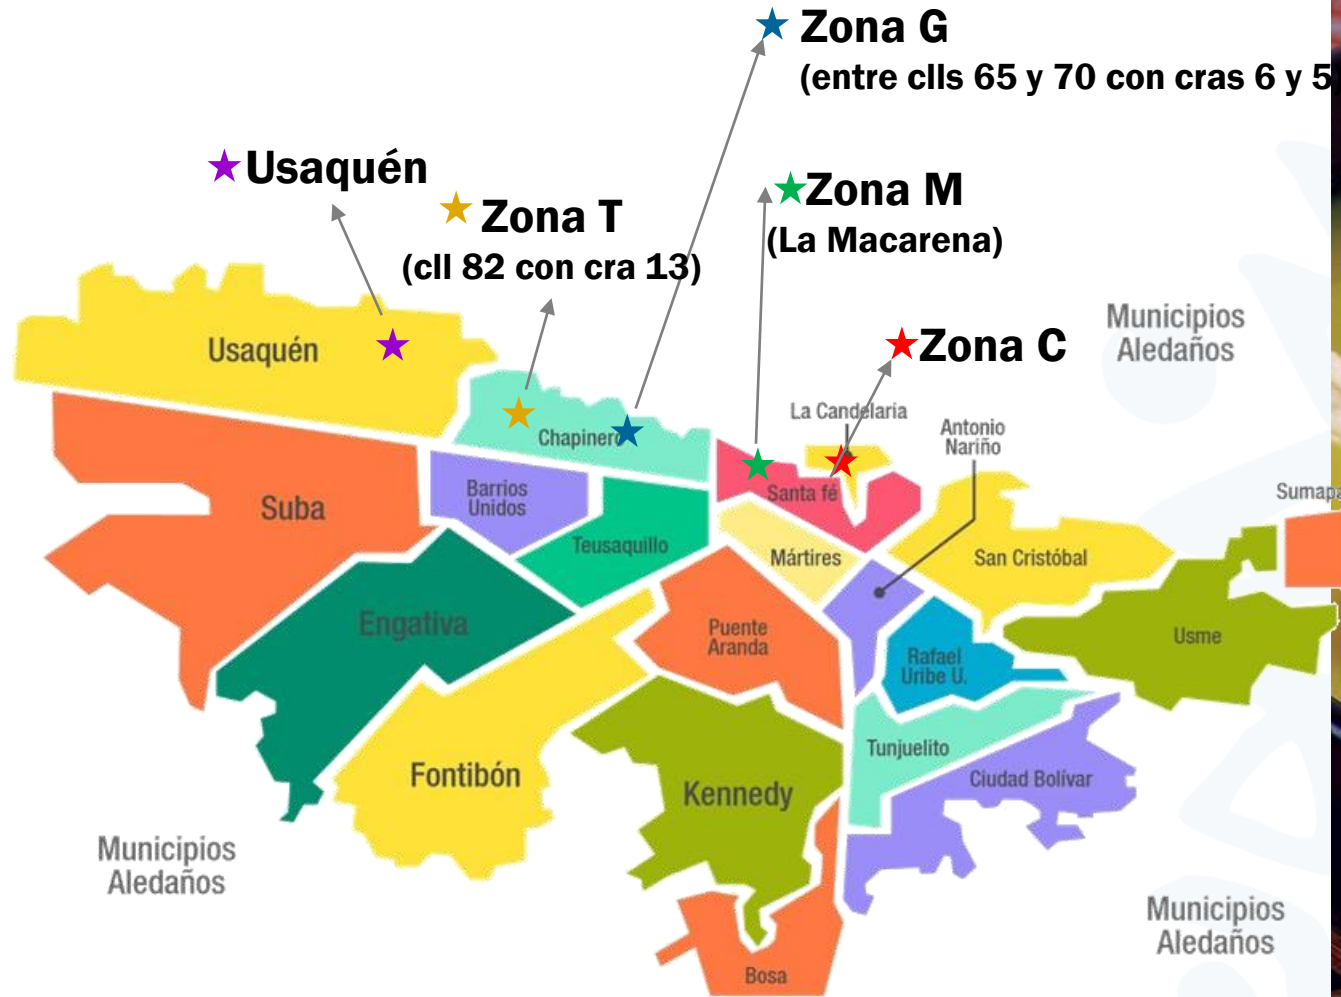 Zona G
(entre clls 65 y 70 con cras 6 y 5
Usaquén
Zona T
(cll 82 con cra 13)
Zona M
(La Macarena)
Zona C
Municipios
Aledaños
Usaquén
La Candelaria
Antonio
Nariño
Chapinero
Suba
Barrios
Unidos
Santa fé
Sumapa
Teusaquillo
Mártires
San Cristóbal
Engativa
Puente
Aranda
Rafael
Uribe U.
Usme
Tunjuelito
Fontibón
Kennedy
Ciudad Bolívar
Municipios
Aledaños
Municipios
Aledaños
Bosa